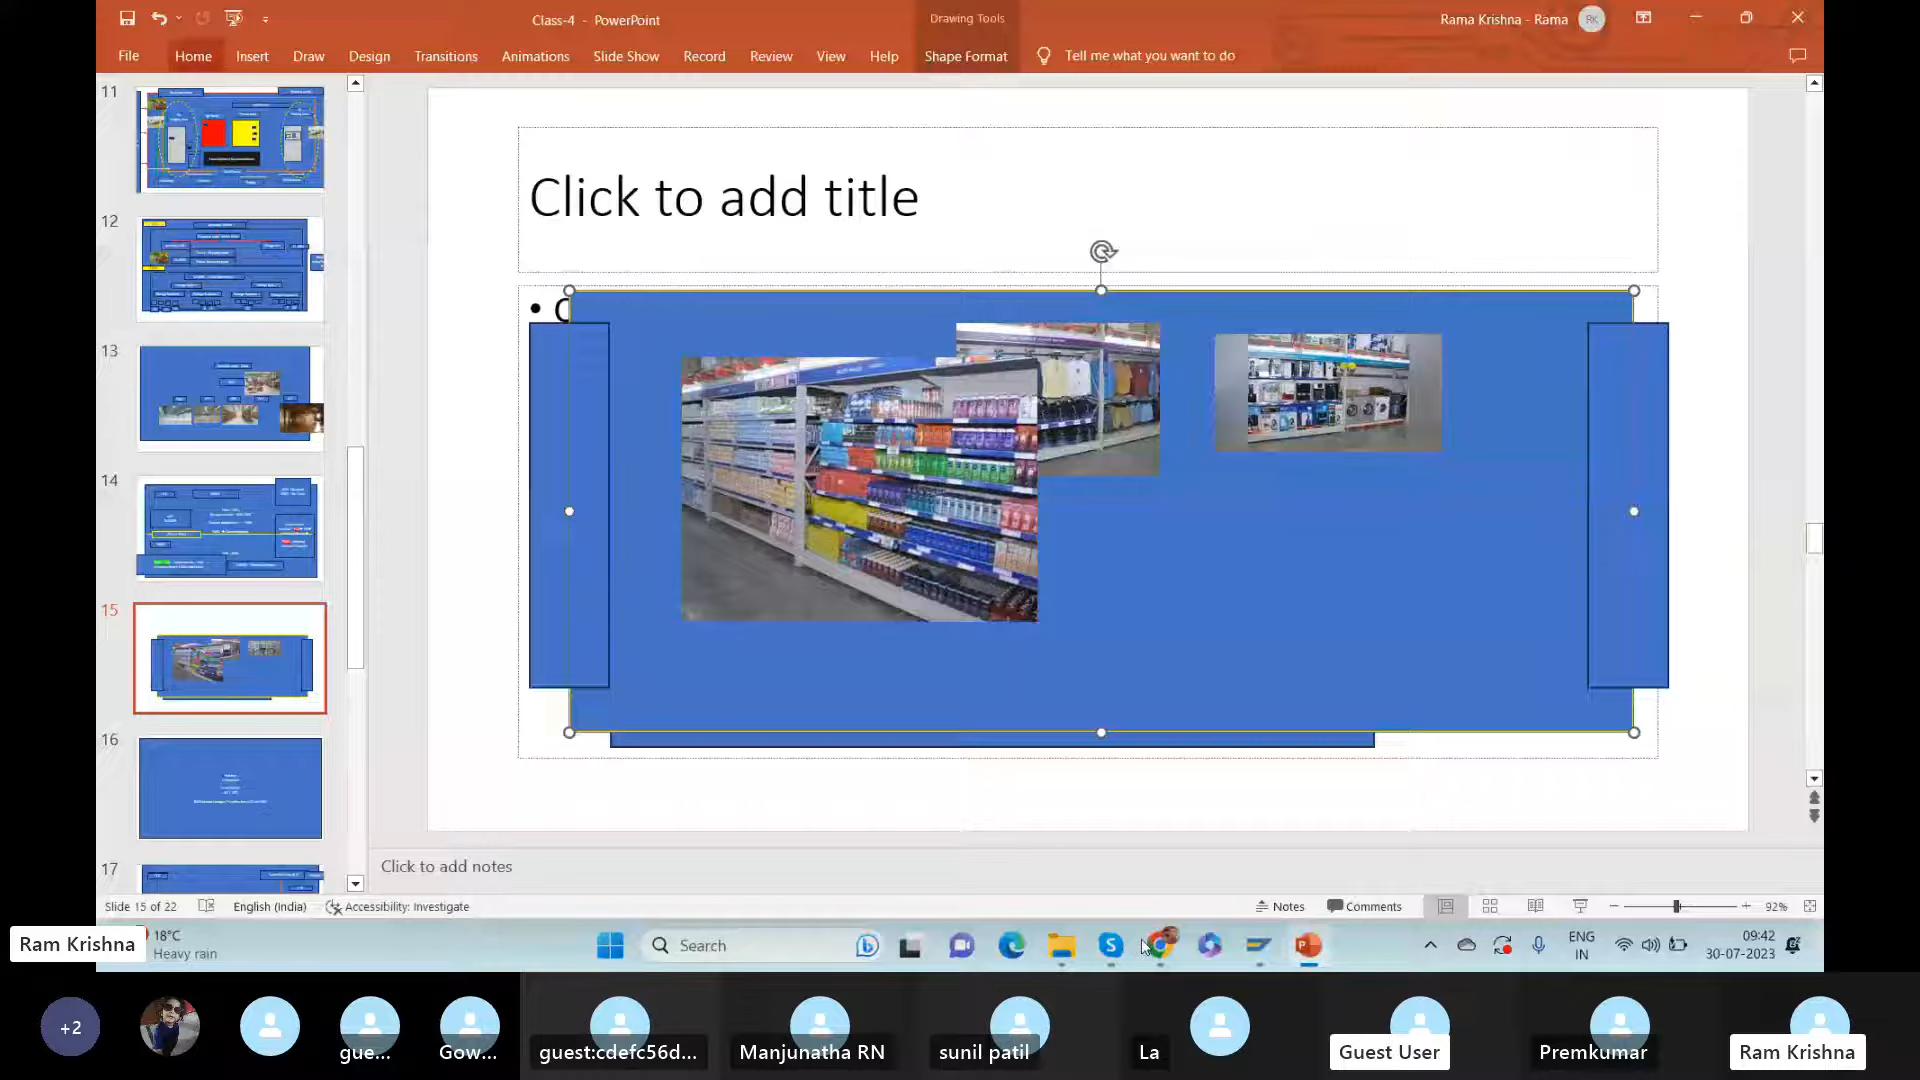 Class-4 - PowerPoint
Drawing Tools
Rama Krishna - Rama
RK
File
Home
Insert
Draw
Design
Transitions
Animations
Slide Show
Record
Review
View
Help
Shape Format
Tell me what you want to do
11
12
13
14
15
16
17
Click to add title
• C
Click to add notes
Slide 15 of 22
English (India)
Accessibility: Investigate
Notes
Comments
92%
Ram Krishna
18°C
Heavy rain
Search
ENG
IN
09:42
30-07-2023
+2
gue...
Gow...
guest:cdefc56d...
Manjunatha RN
sunil patil
La
Guest User
Premkumar
Ram Krishna